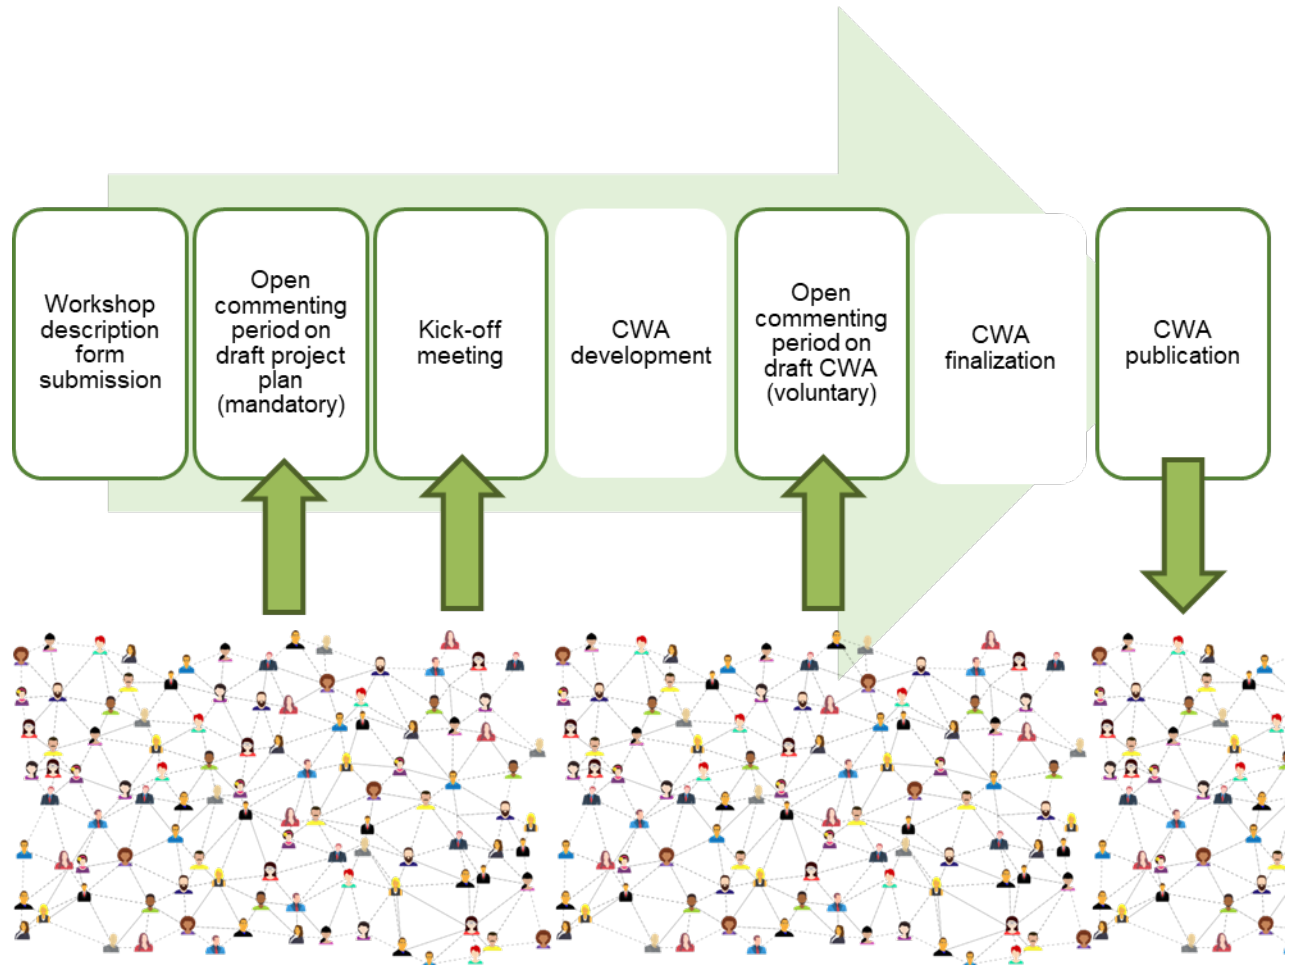 Workshop
description
form
submission
Open
commenting
period on
draft project
plan
(mandatory)
Kick-off
meeting
CWA
development
Open
commenting
period on
draft CWA
(voluntary)
CWA
finalization
CWA
publication